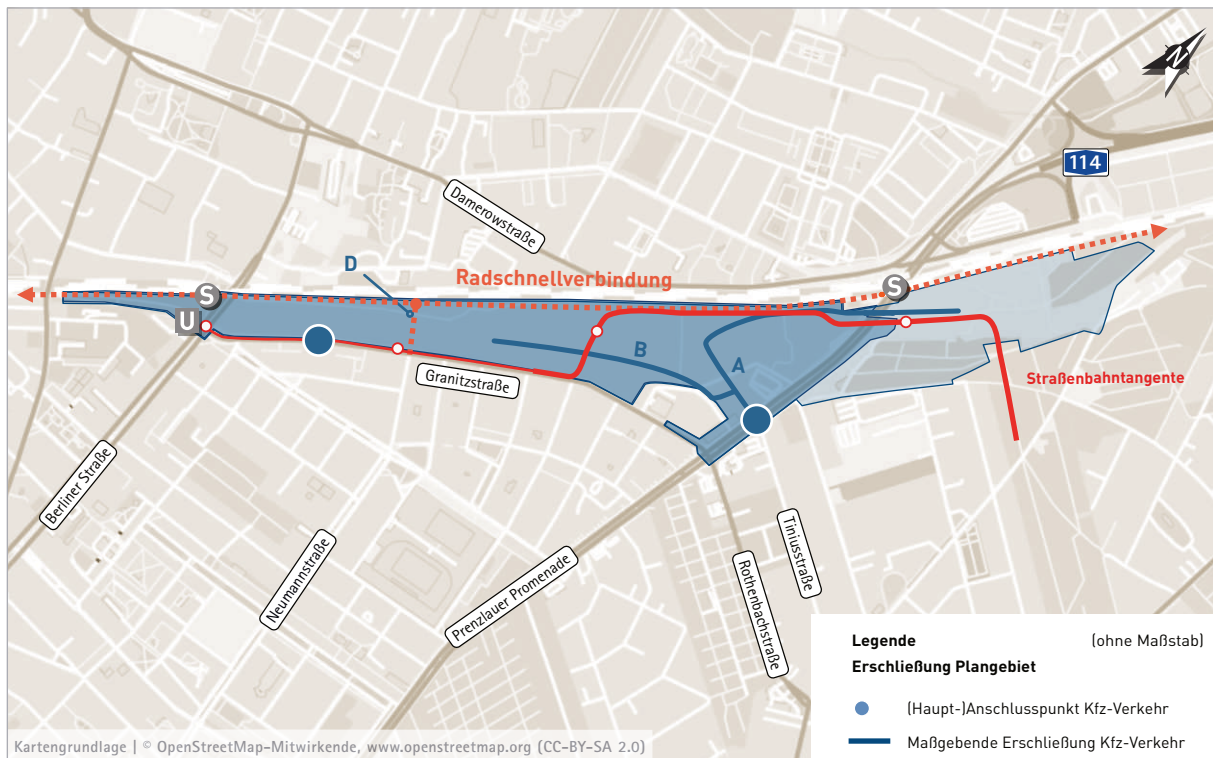 N
114
Damerowstraße
D
Radschnellverbindung
S
S
U
B
A
Granitzstraße
Straßenbahntangente
Berliner Straße
Neumannstraße
Prenzlauer Promenade
Tiniusstraße
Rothenbachstraße
Legende (ohne Maßstab)
Erschließung Plangebiet
(Haupt-)Anschlusspunkt Kfz-Verkehr
Maßgebende Erschließung Kfz-Verkehr
Kartengrundlage | © OpenStreetMap-Mitwirkende, www.openstreetmap.org (CC-BY-SA 2.0)